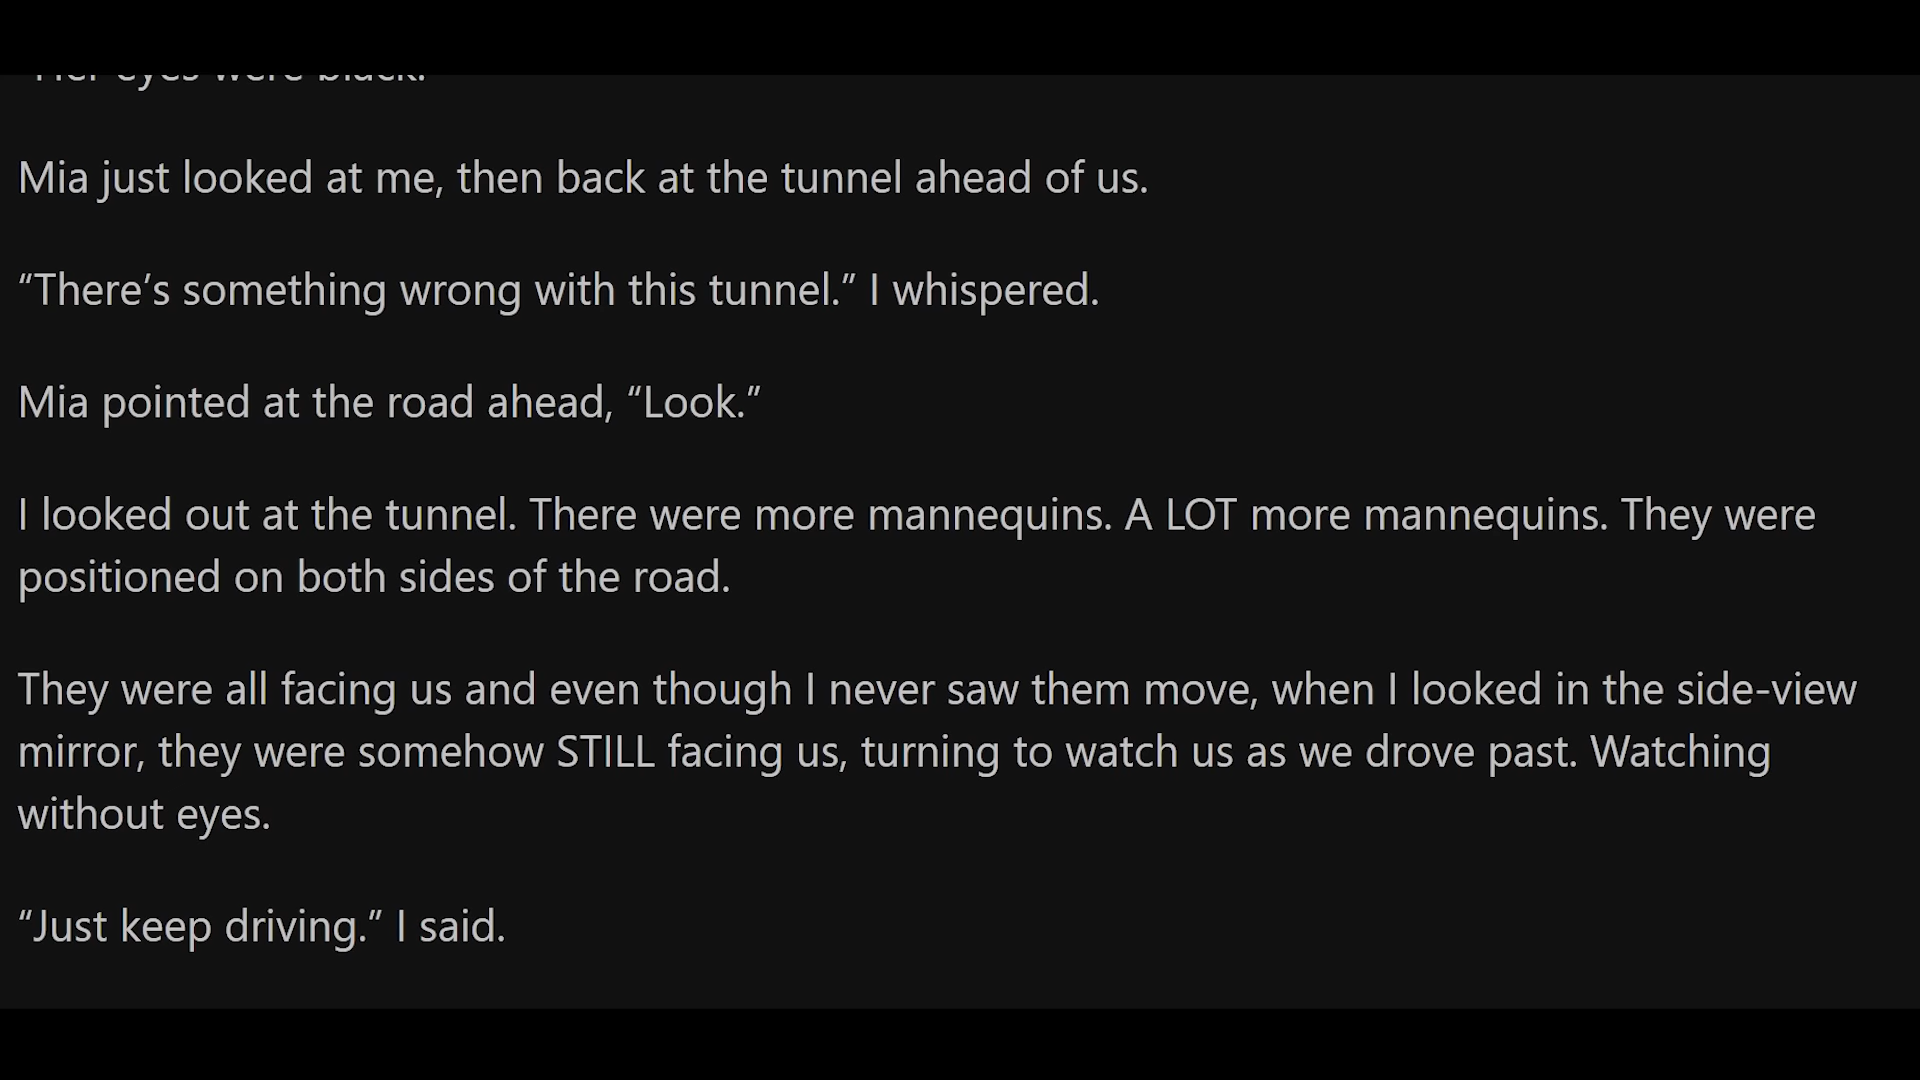 "Her eyes were black.
Mia just looked at me, then back at the tunnel ahead of us.
“There’s something wrong with this tunnel.” I whispered.
Mia pointed at the road ahead, “Look.”
I looked out at the tunnel. There were more mannequins. A LOT more mannequins. They were
positioned on both sides of the road.
They were all facing us and even though I never saw them move, when I looked in the side-view
mirror, they were somehow STILL facing us, turning to watch us as we drove past. Watching
without eyes.
“Just keep driving.” I said.